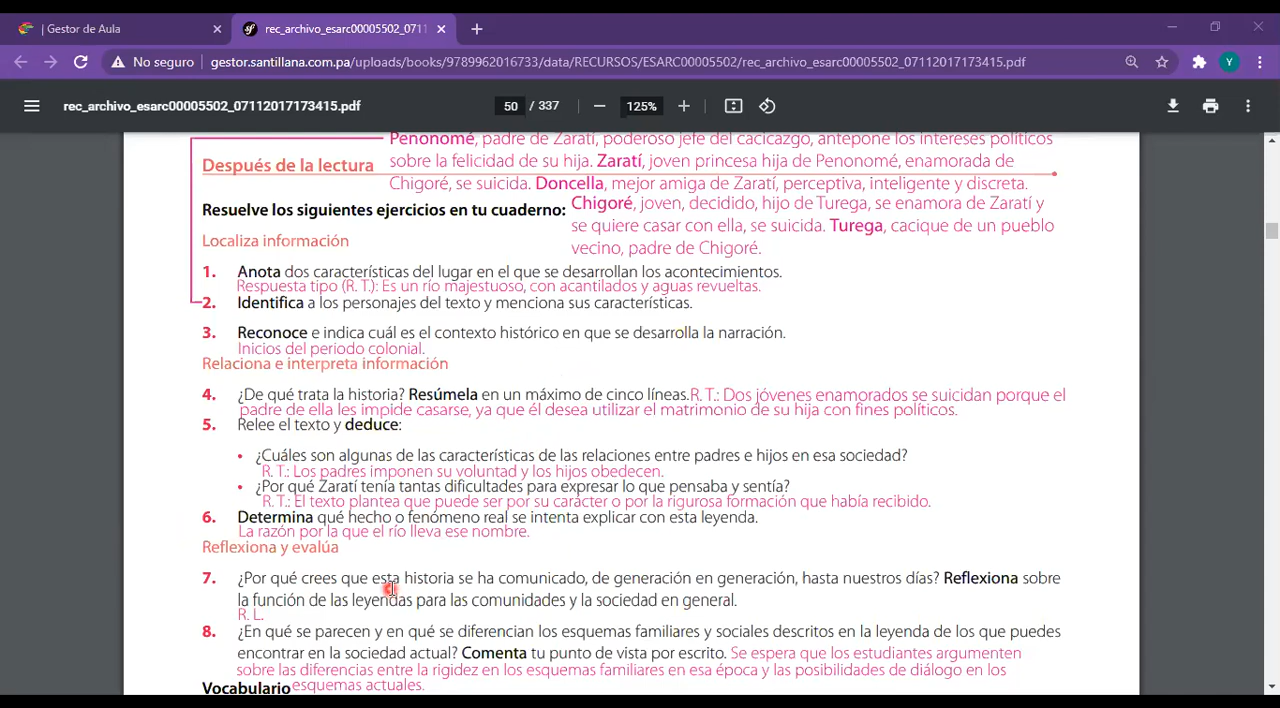 | Gestor de Aula
rec_archivo_esarc00005502_0711
No seguro
gestor.santillana.com.pa/uploads/books/9789962016733/data/RECURSOS/ESARC00005502/rec_archivo_esarc00005502_07112017173415.pdf
Y
rec_archivo_esarc00005502_07112017173415.pdf
50 / 337
125%
Penonomé, padre de Zaratí, poderoso jefe del cacicazgo, antepone los intereses políticos
Después de la lectura
sobre la felicidad de su hija. Zaratí, joven princesa hija de Penonomé, enamorada de
Chigoré, se suicida. Doncella, mejor amiga de Zaratí, perceptiva, inteligente y discreta.
Resuelve los siguientes ejercicios en tu cuaderno:
Chigoré, joven, decidido, hijo de Turega, se enamora de Zaratí y
se quiere casar con ella, se suicida. Turega, cacique de un pueblo
vecino, padre de Chigoré.
Localiza información
1. Anota dos características del lugar en el que se desarrollan los acontecimientos.
Respuesta tipo (R. T.): Es un río majestuoso, con acantilados y aguas revueltas.
2. Identifica a los personajes del texto y menciona sus características.
3. Reconoce e indica cuál es el contexto histórico en que se desarrolla la narración.
Inicios del período colonial.
Relaciona e interpreta información
4. ¿De qué trata la historia? Resúmela en un máximo de cinco líneas. R. T.: Dos jóvenes enamorados se suicidan porque el
padre de ella les impide casarse, ya que él desea utilizar el matrimonio de su hija con fines políticos.
5. Relee el texto y deduce:
• ¿Cuáles son algunas de las características de las relaciones entre padres e hijos en esa sociedad?
R. T.: Los padres imponen su voluntad y los hijos obedecen.
• ¿Por qué Zaratí tenía tantas dificultades para expresar lo que pensaba y sentía?
R. T.: El texto plantea que puede ser por su carácter o por la rigurosa formación que había recibido.
6. Determina qué hecho o fenómeno real se intenta explicar con esta leyenda.
La razón por la que el río lleva ese nombre.
Reflexiona y evalúa
7. ¿Por qué crees que esta historia se ha comunicado, de generación en generación, hasta nuestros días? Reflexiona sobre
la función de las leyendas para las comunidades y la sociedad en general.
R. L.
8. ¿En qué se parecen y en qué se diferencian los esquemas familiares y sociales descritos en la leyenda de los que puedes
encontrar en la sociedad actual? Comenta tu punto de vista por escrito. Se espera que los estudiantes argumenten
sobre las diferencias entre la rigidez en los esquemas familiares en esa época y las posibilidades de diálogo en los
Vocabulario esquemas actuales.